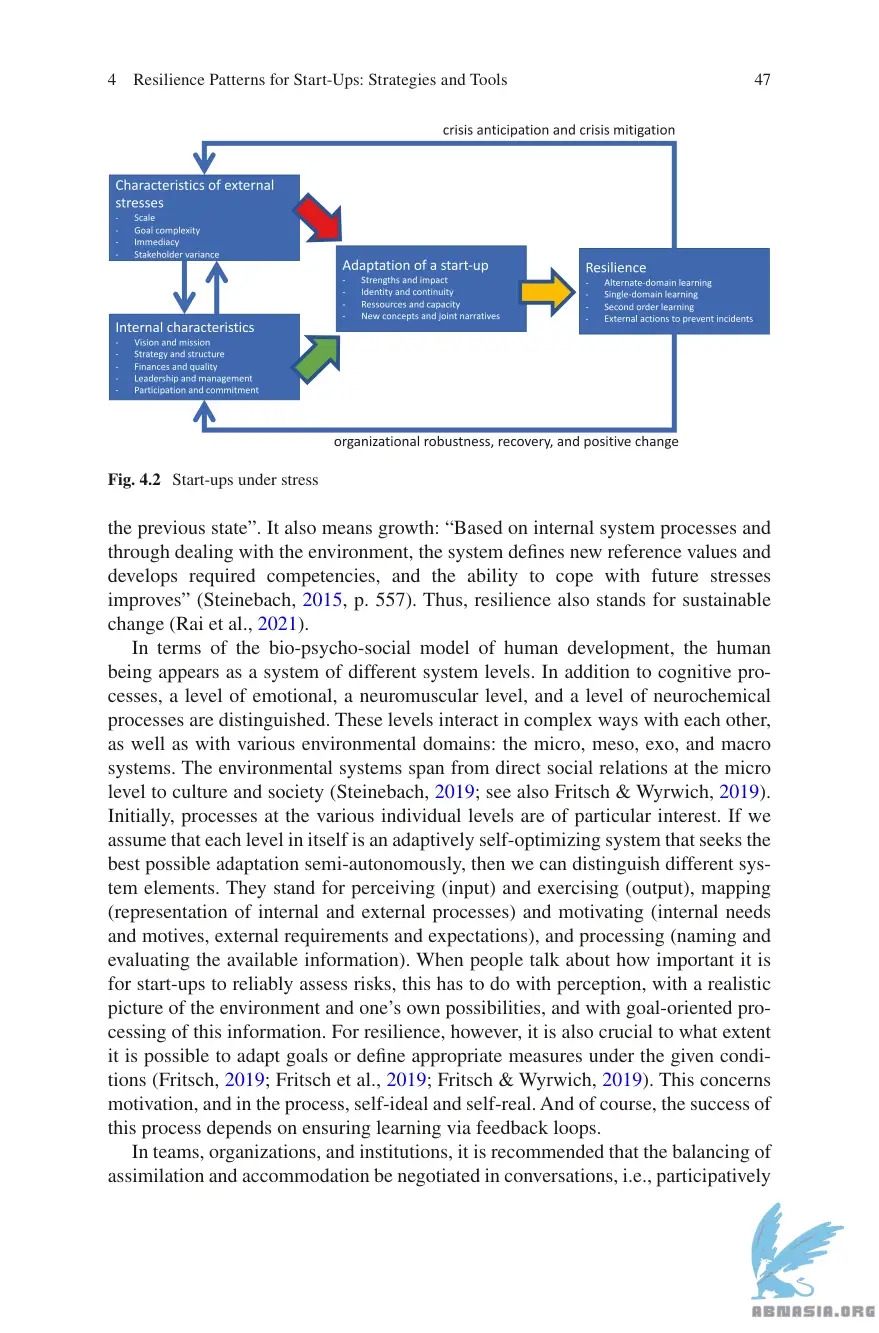 4 Resilience Patterns for Start-Ups: Strategies and Tools 47
crisis anticipation and crisis mitigation
Characteristics of external
stresses
- Scale
- Goal complexity
- Immediacy
- Stakeholder variance
Internal characteristics
- Vision and mission
- Strategy and structure
- Finances and quality
- Leadership and management
- Participation and commitment
Adaptation of a start-up
- Strengths and impact
- Identity and continuity
- Ressources and capacity
- New concepts and joint narratives
Resilience
- Alternate-domain learning
- Single-domain learning
- Second order learning
- External actions to prevent incidents
organizational robustness, recovery, and positive change
Fig. 4.2 Start-ups under stress
the previous state”. It also means growth: “Based on internal system processes and
through dealing with the environment, the system defines new reference values and
develops required competencies, and the ability to cope with future stresses
improves” (Steinebach, 2015, p. 557). Thus, resilience also stands for sustainable
change (Rai et al., 2021).
In terms of the bio-psycho-social model of human development, the human
being appears as a system of different system levels. In addition to cognitive pro-
cesses, a level of emotional, a neuromuscular level, and a level of neurochemical
processes are distinguished. These levels interact in complex ways with each other,
as well as with various environmental domains: the micro, meso, exo, and macro
systems. The environmental systems span from direct social relations at the micro
level to culture and society (Steinebach, 2019; see also Fritsch & Wyrwich, 2019).
Initially, processes at the various individual levels are of particular interest. If we
assume that each level in itself is an adaptively self-optimizing system that seeks the
best possible adaptation semi-autonomously, then we can distinguish different sys-
tem elements. They stand for perceiving (input) and exercising (output), mapping
(representation of internal and external processes) and motivating (internal needs
and motives, external requirements and expectations), and processing (naming and
evaluating the available information). When people talk about how important it is
for start-ups to reliably assess risks, this has to do with perception, with a realistic
picture of the environment and one’s own possibilities, and with goal-oriented pro-
cessing of this information. For resilience, however, it is also crucial to what extent
it is possible to adapt goals or define appropriate measures under the given condi-
tions (Fritsch, 2019; Fritsch et al., 2019; Fritsch & Wyrwich, 2019). This concerns
motivation, and in the process, self-ideal and self-real. And of course, the success of
this process depends on ensuring learning via feedback loops.
In teams, organizations, and institutions, it is recommended that the balancing of
assimilation and accommodation be negotiated in conversations, i.e., participatively
ABNASIA.ORG